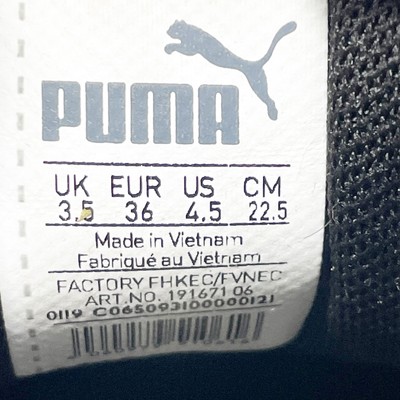 PUMA
UK EUR US CM
3,5 36 4.5 22.5
Made in Vietnam
Fabriqué au Vietnam
FACTORY FHKEC/FVNEC
ART.NO. 191671 06
0119 C065093100000121